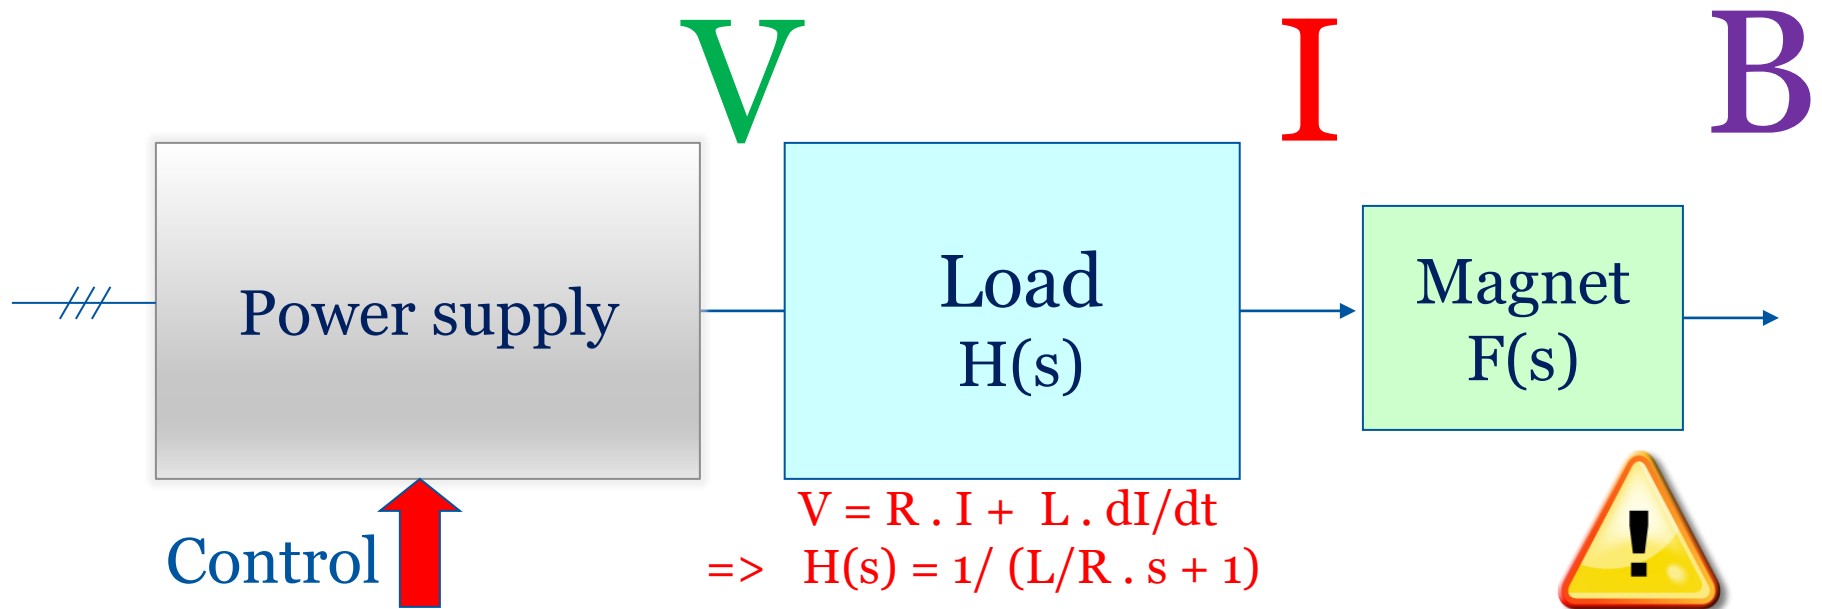 V
I
B
Power supply
Load
H(s)
Magnet
F(s)
V = R . I + L . dI/dt
=> H(s) = 1/ (L/R . s + 1)
Control
!